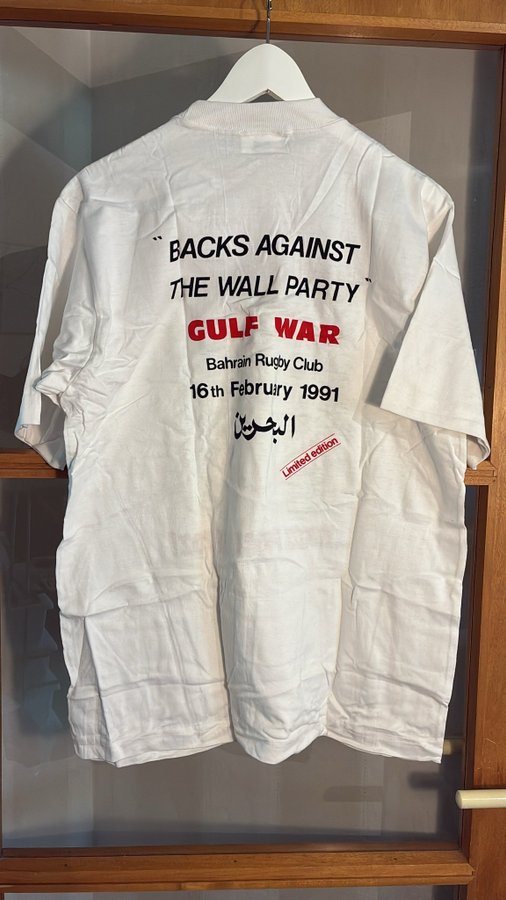 "BACKS AGAINST
THE WALL PARTY"
GULF WAR
Bahrain Rugby Club
16th February 1991
البحرين
Limited edition